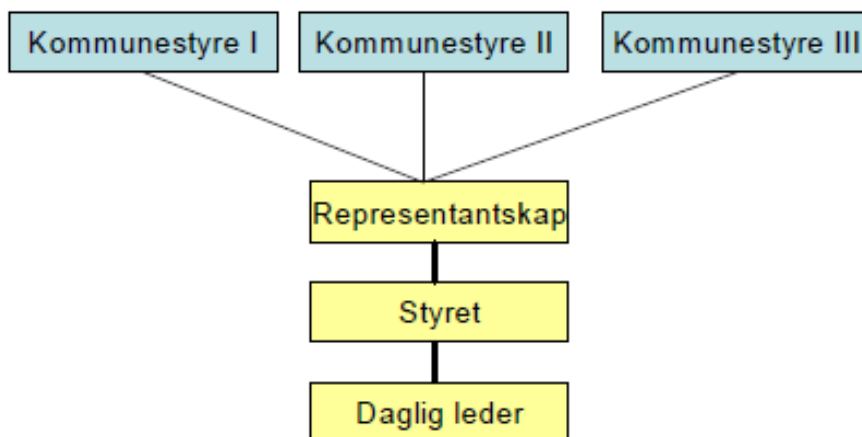 Kommunestyre I
Kommunestyre II
Kommunestyre III
Representantskap
Styret
Daglig leder